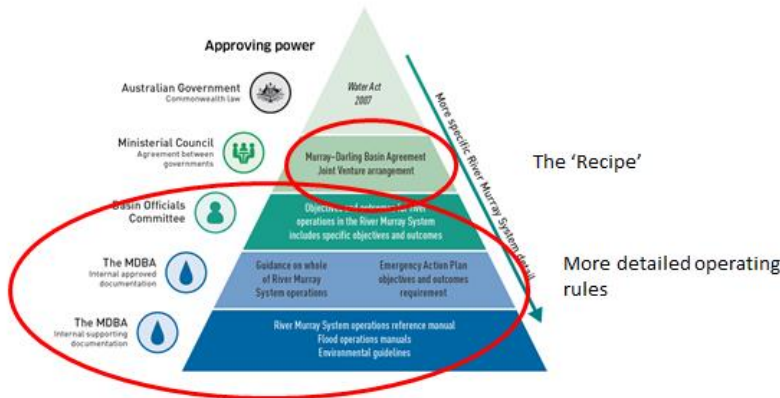 Approving power
Australian Government
Commonwealth law
Water Act
2007
Ministerial Council
Agreement between
governments
Murray–Darling Basin Agreement
Joint Venture arrangement
The 'Recipe'
More specific River Murray System detail
Basin Officials
Committee
Objectives and outcomes for river
operations in the River Murray System
includes specific objectives and outcomes
The MDBA
Internal approved
documentation
Guidance on whole
of River Murray
System operations
Emergency Action Plan
objectives and outcomes
requirement
More detailed operating
rules
The MDBA
Internal supporting
documentation
River Murray System operations reference manual
Flood operations manuals
Environmental guidelines